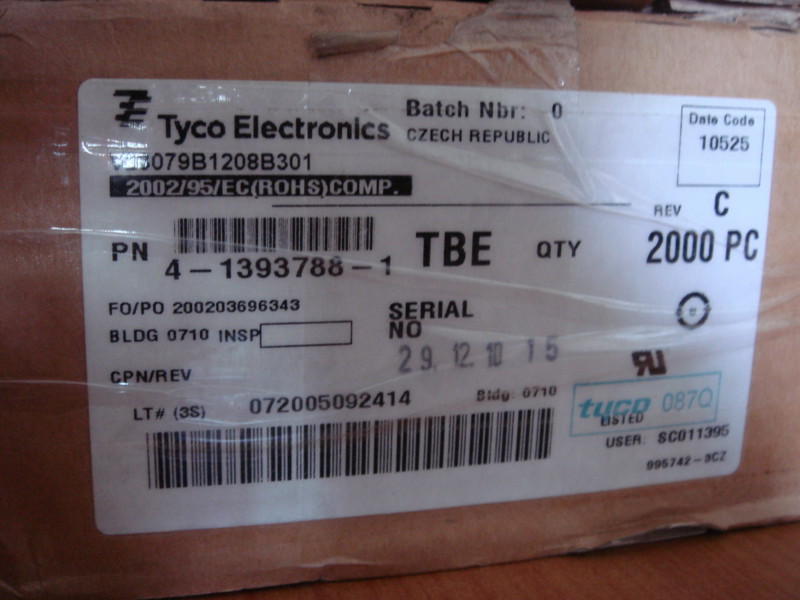 Tyco Electronics
Batch Nbr: 0
CZECH REPUBLIC
Date Code
10525
2002/95/EC(ROHS)COMP.
REV C
PN 4-1393788-1
TBE
QTY 2000 PC
FO/PO 200203696343
BLDG 0710 INSP
SERIAL
NO
29.12.10 15
CPN/REV
LT# (3S) 072005092414
Bldg: 0710
tyco 087Q
LISTED
USER: SC011395
995742-3CZ